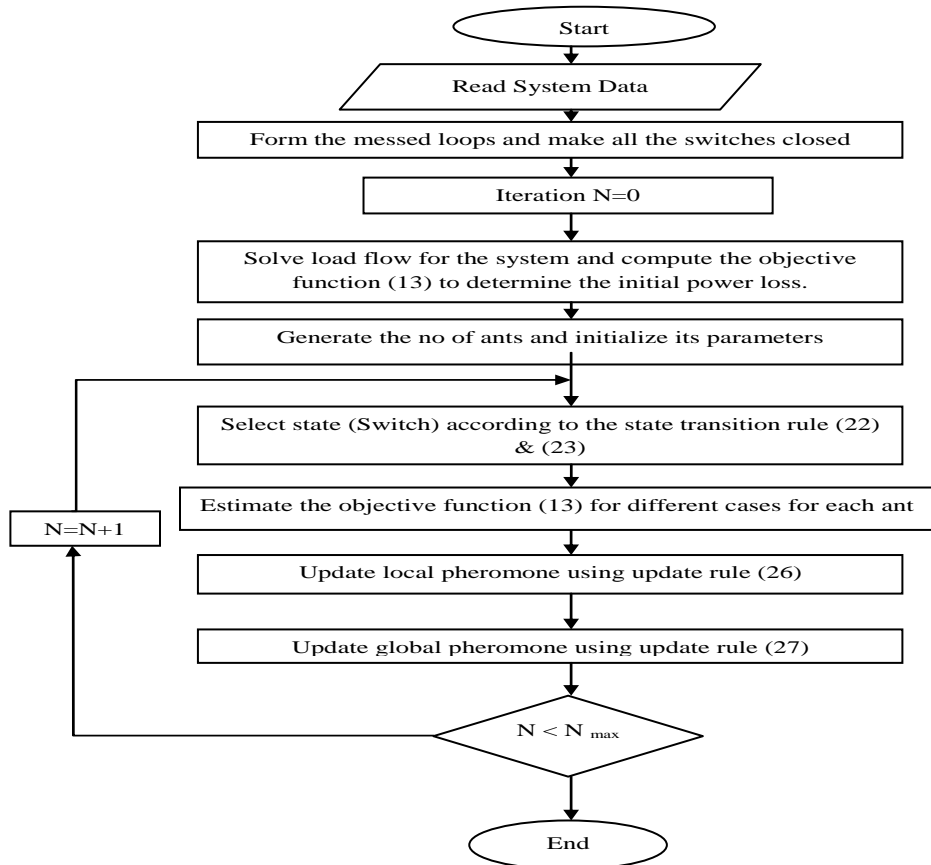 Start
Read System Data
Form the messed loops and make all the switches closed
Iteration N=0
Solve load flow for the system and compute the objective
function (13) to determine the initial power loss.
Generate the no of ants and initialize its parameters
Select state (Switch) according to the state transition rule (22)
& (23)
Estimate the objective function (13) for different cases for each ant
N=N+1
Update local pheromone using update rule (26)
Update global pheromone using update rule (27)
N < N max
End